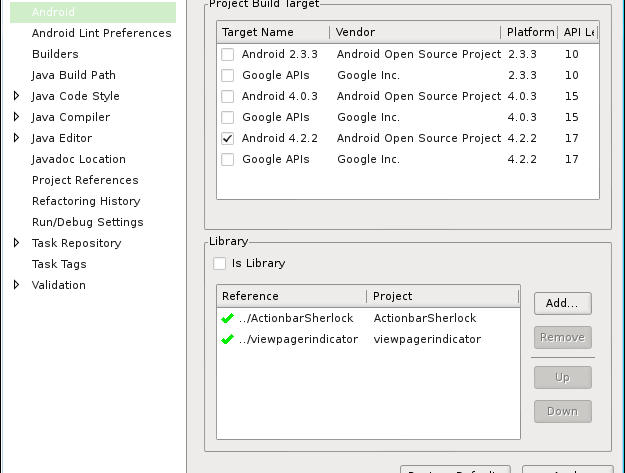 Android
Android Lint Preferences
Builders
Java Build Path
Java Code Style
Java Compiler
Java Editor
Javadoc Location
Project References
Refactoring History
Run/Debug Settings
Task Repository
Task Tags
Validation
Project Build Target
Target Name Vendor Platform API Le
Android 2.3.3 Android Open Source Project 2.3.3 10
Google APIs Google Inc. 2.3.3 10
Android 4.0.3 Android Open Source Project 4.0.3 15
Google APIs Google Inc. 4.0.3 15
Android 4.2.2 Android Open Source Project 4.2.2 17
Google APIs Google Inc. 4.2.2 17
Library
Is Library
Reference Project
../ActionbarSherlock ActionbarSherlock
../viewpagerindicator viewpagerindicator
Add...
Remove
Up
Down